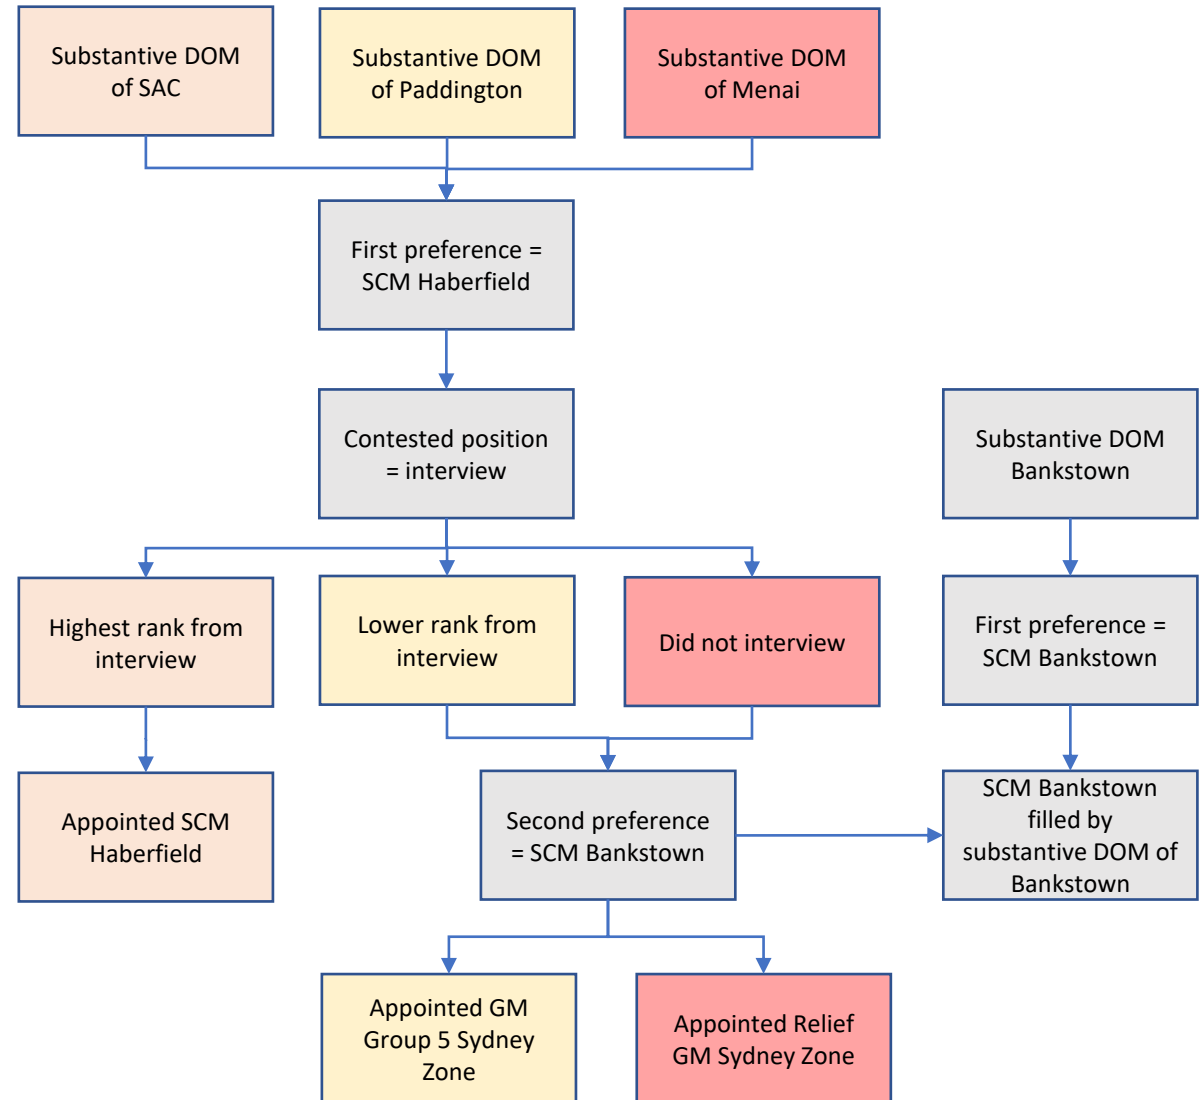 Substantive DOM
of SAC
Substantive DOM
of Paddington
Substantive DOM
of Menai
First preference =
SCM Haberfield
Contested position
= interview
Substantive DOM
Bankstown
Highest rank from
interview
Lower rank from
interview
Did not interview
First preference =
SCM Bankstown
Appointed SCM
Haberfield
Second preference
= SCM Bankstown
SCM Bankstown
filled by
substantive DOM of
Bankstown
Appointed GM
Group 5 Sydney
Zone
Appointed Relief
GM Sydney Zone